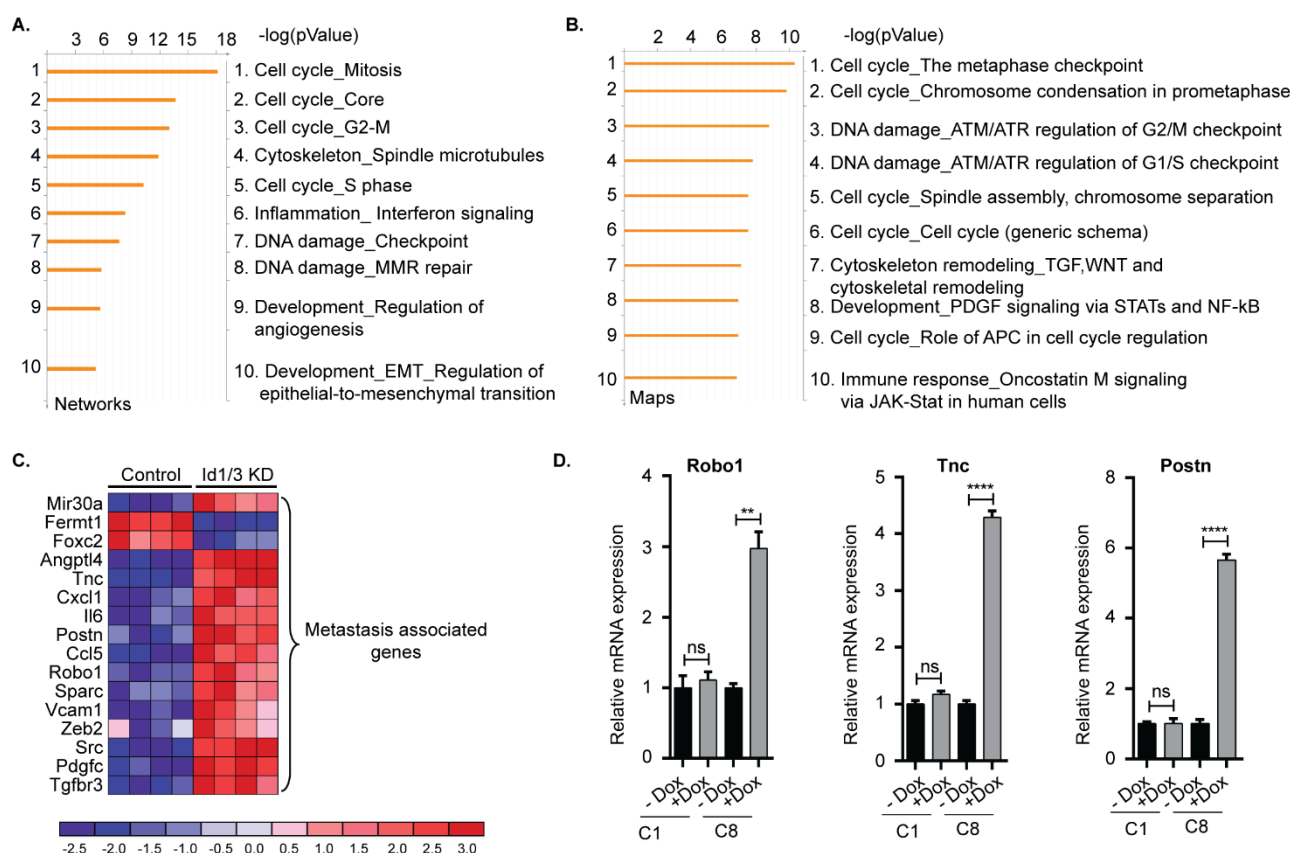 A.
3 6 9 12 15 18 -log(pValue)
1 1. Cell cycle_Mitosis
2 2. Cell cycle_Core
3 3. Cell cycle_G2-M
4 4. Cytoskeleton_Spindle microtubules
5 5. Cell cycle_S phase
6 6. Inflammation_ Interferon signaling
7 7. DNA damage_Checkpoint
8 8. DNA damage_MMR repair
9 9. Development_Regulation of
angiogenesis
10 10. Development_EMT_Regulation of
epithelial-to-mesenchymal transition
Networks
B.
-log(pValue)
2 4 6 8 10
1 1. Cell cycle_The metaphase checkpoint
2 2. Cell cycle_Chromosome condensation in prometaphase
3 3. DNA damage_ATM/ATR regulation of G2/M checkpoint
4 4. DNA damage_ATM/ATR regulation of G1/S checkpoint
5 5. Cell cycle_Spindle assembly, chromosome separation
6 6. Cell cycle_Cell cycle (generic schema)
7 7. Cytoskeleton remodeling_TGF,WNT and
cytoskeletal remodeling
8 8. Development_PDGF signaling via STATs and NF-kB
9 9. Cell cycle_Role of APC in cell cycle regulation
10 10. Immune response_Oncostatin M signaling
via JAK-Stat in human cells
Maps
C.
Control Id1/3 KD
Mir30a
Fermt1
Foxc2
Angptl4
Tnc
Cxcl1
Il6
Postn
Ccl5
Robo1
Sparc
Vcam1
Zeb2
Src
Pdgfc
Tgfbr3
Metastasis associated
genes
-2.5 -2.0 -1.5 -1.0 -0.5 0.0 0.5 1.0 1.5 2.0 2.5 3.0
D.
Robo1
Relative mRNA expression
4
3
2
1
0
ns
**
- Dox +Dox - Dox +Dox
C1 C8
Tnc
Relative mRNA expression
5
4
3
2
1
0
ns
****
- Dox +Dox - Dox +Dox
C1 C8
Postn
Relative mRNA expression
8
6
4
2
0
ns
****
- Dox +Dox - Dox +Dox
C1 C8